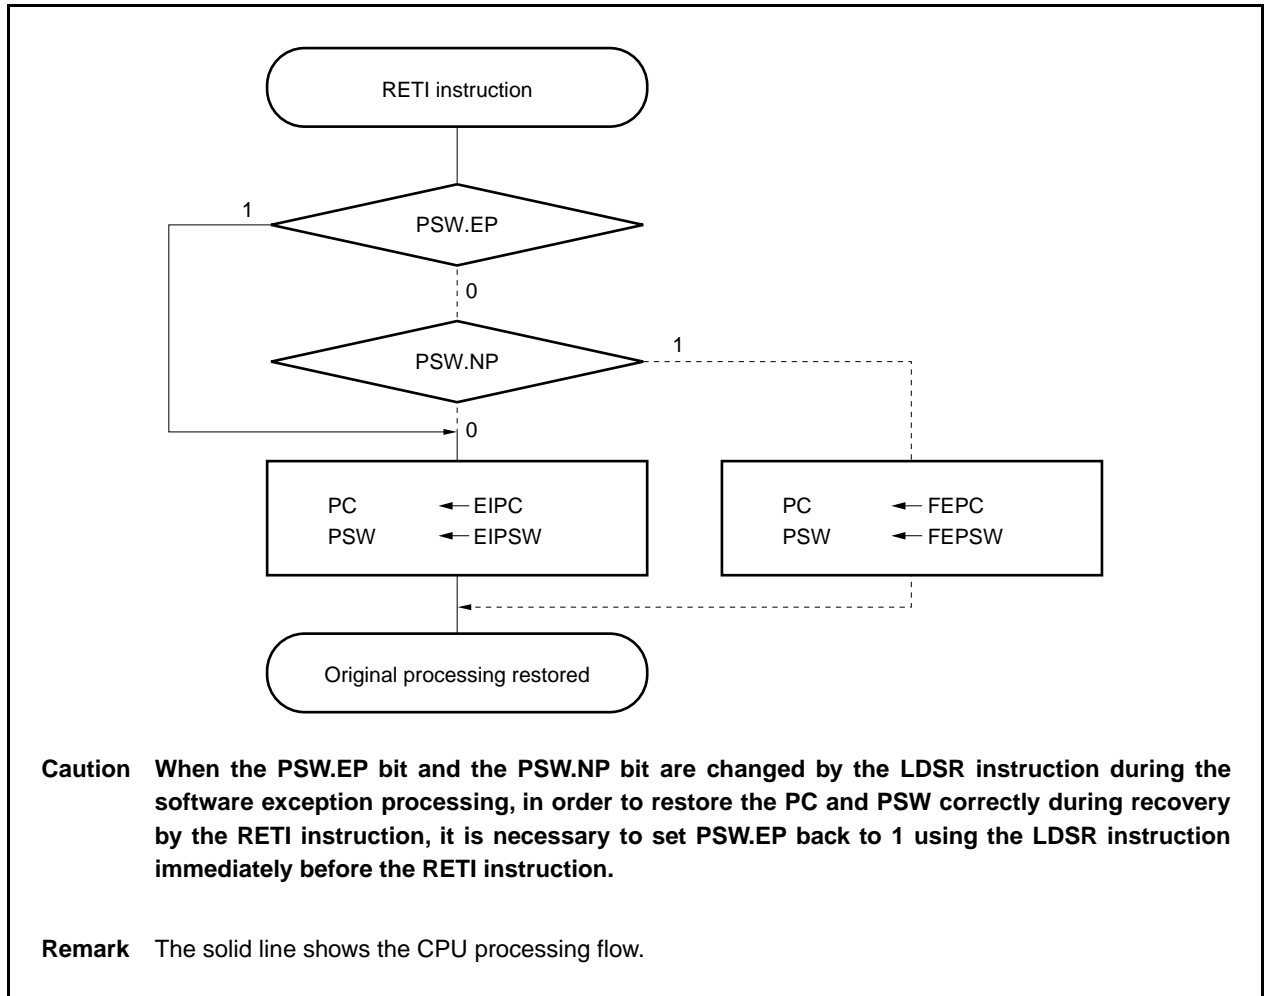 RETI instruction
1
PSW.EP
0
1
PSW.NP
0
PC ← EIPC
PSW ← EIPSW
PC ← FEPC
PSW ← FEPSW
Original processing restored
Caution When the PSW.EP bit and the PSW.NP bit are changed by the LDSR instruction during the
software exception processing, in order to restore the PC and PSW correctly during recovery
by the RETI instruction, it is necessary to set PSW.EP back to 1 using the LDSR instruction
immediately before the RETI instruction.
Remark The solid line shows the CPU processing flow.